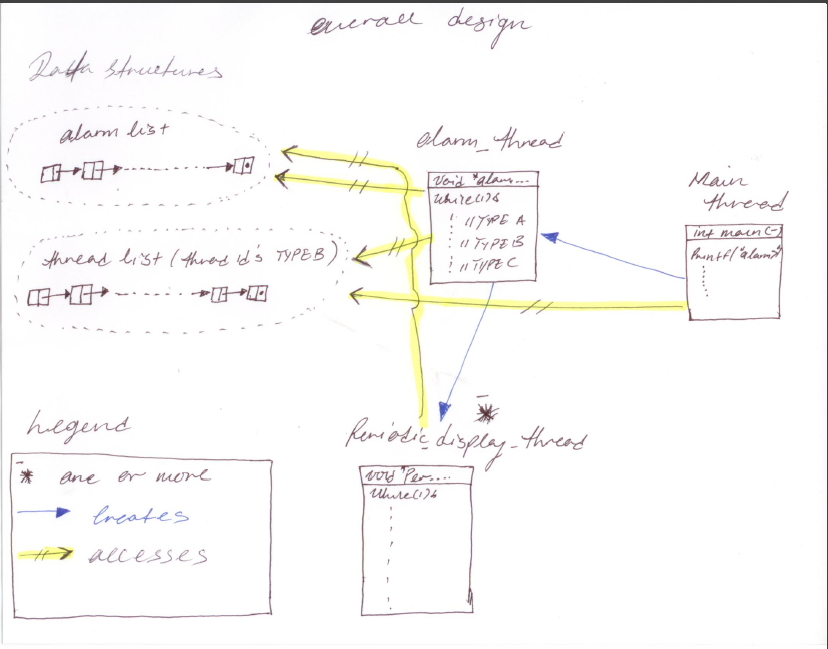 overall design
Data structures
alarm list
alarm_thread
Void *alarm...
While(1){
// TYPE A
// TYPE B
// TYPE C
Main
thread
int main(-)
Printf("alarm>")
thread list (thread id's TYPE B)
Legend
* one or more
creates
accesses
*
Periodic_display_thread
void *Per....
While(1){